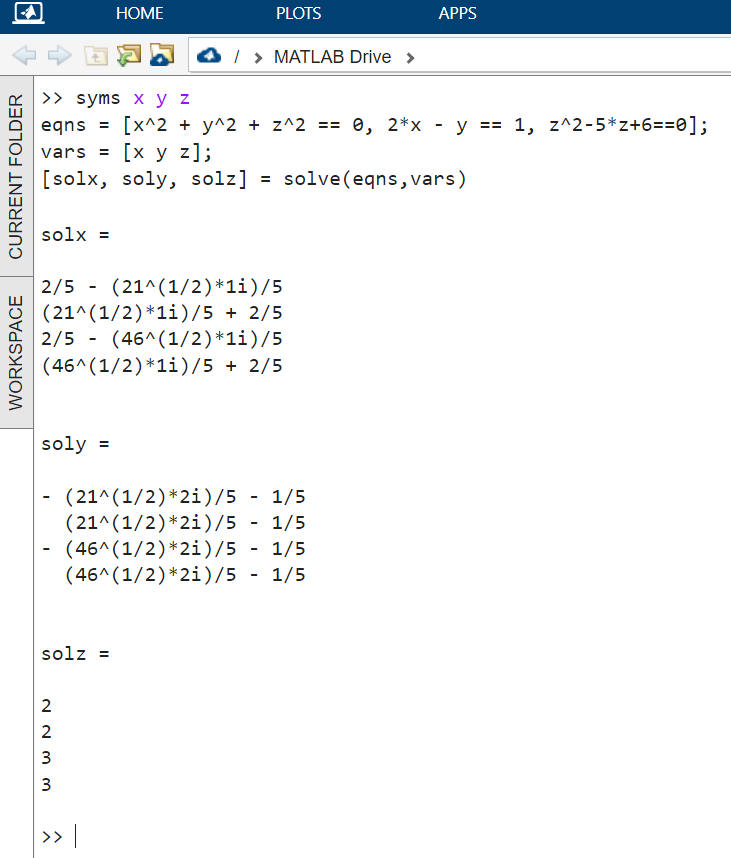 HOME PLOTS APPS
/ > MATLAB Drive >
CURRENT FOLDER
WORKSPACE
>> syms x y z
eqns = [x^2 + y^2 + z^2 == 0, 2*x - y == 1, z^2-5*z+6==0];
vars = [x y z];
[solx, soly, solz] = solve(eqns,vars)
solx =
2/5 - (21^(1/2)*1i)/5
(21^(1/2)*1i)/5 + 2/5
2/5 - (46^(1/2)*1i)/5
(46^(1/2)*1i)/5 + 2/5
soly =
- (21^(1/2)*2i)/5 - 1/5
(21^(1/2)*2i)/5 - 1/5
- (46^(1/2)*2i)/5 - 1/5
(46^(1/2)*2i)/5 - 1/5
solz =
2
2
3
3
>>